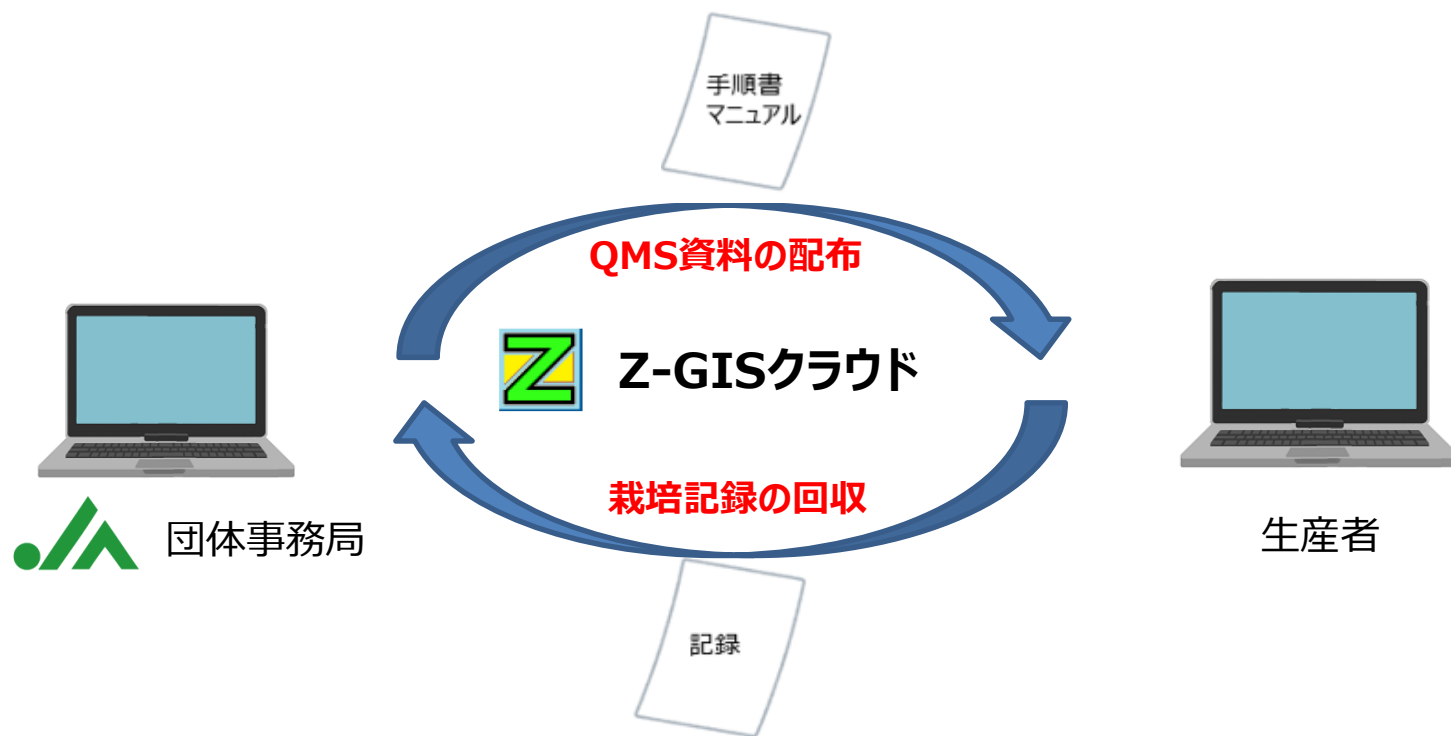 手順書
マニュアル
QMS資料の配布
Z-GISクラウド
栽培記録の回収
JA 団体事務局
生産者
記録